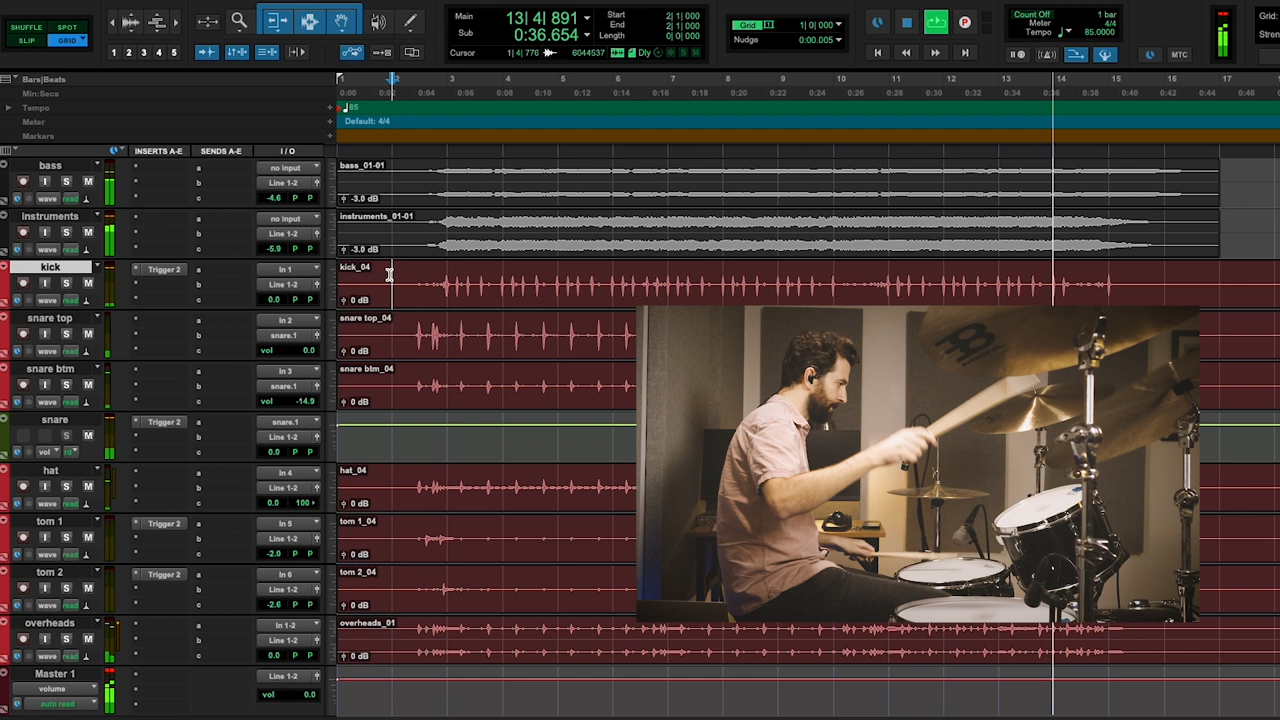 SHUFFLE SPOT
SLIP GRID
1 2 3 4 5
Main 13| 4| 891
Sub 0:36.654
Start 2| 1| 000
End 2| 1| 000
Length 0| 0| 000
Cursor 1| 4| 776 6044537 Dly S M
Grid 1| 0| 000
Nudge 0:00.005
P
Count Off 1 bar
Meter 4/4
Tempo 85.0000
MTC
Grid:
Bars|Beats 2 3 4 5 6 7 8 9 10 11 12 13 14 15 16 17
Min:Secs 0:00 0:04 0:06 0:08 0:10 0:12 0:14 0:16 0:18 0:20 0:22 0:24 0:26 0:28 0:30 0:32 0:34 0:38 0:40 0:42 0:44 0:46
Tempo 85
Meter Default: 4/4
Markers
INSERTS A-E SENDS A-E I / O
bass a no input bass_01-01
I S M b Line 1-2
wave read c -4.6 P P -3.0 dB
instruments a no input instruments_01-01
I S M b Line 1-2
wave read c -5.9 P P -3.0 dB
kick Trigger 2 a In 1 kick_04
I S M b Line 1-2
wave read c 0.0 P P 0 dB
snare top a In 2 snare top_04
I S M b snare.1
wave read c vol 0.0 0 dB
snare btm a In 3 snare btm_04
I S M b snare.1
wave read c vol -14.9 0 dB
snare Trigger 2 a snare.1
S M b Line 1-2
vol rd c 0.0 P P
hat a In 4 hat_04
I S M b Line 1-2
wave read c 0.0 100 0 dB
tom 1 Trigger 2 a In 5 tom 1_04
I S M b Line 1-2
wave read c -2.0 P P 0 dB
tom 2 Trigger 2 a In 6 tom 2_04
I S M b Line 1-2
wave read c -2.6 P P 0 dB
overheads a In 1-2 overheads_01
I S M b Line 1-2
wave read c 0.0 P P 0 dB
Master 1 Line 1-2
volume
auto read vol 0.0